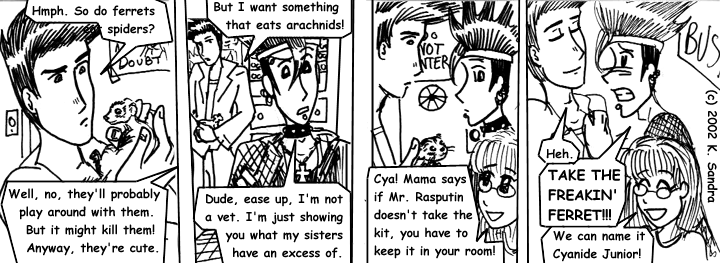 Hmph. So do ferrets
eat spiders?
DOUBT
Well, no, they'll probably
play around with them.
But it might kill them!
Anyway, they're cute.
But I want something
that eats arachnids!
Dude, ease up, I'm not
a vet. I'm just showing
you what my sisters
have an excess of.
NOT
Cya! Mama says
if Mr. Rasputin
doesn't take the
kit, you have to
keep it in your room!
Heh.
TAKE THE
FREAKIN'
FERRET!!!
We can name it
Cyanide Junior!
BUS
(c) 2002 K. Sandra